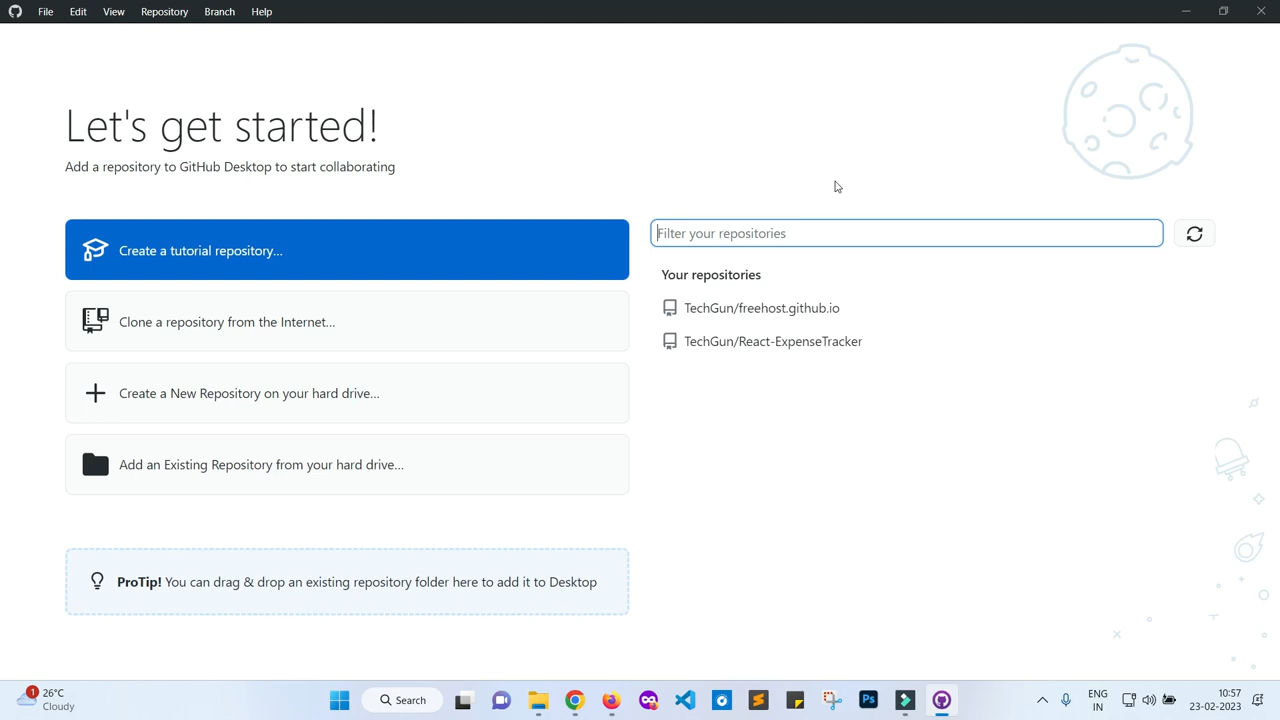 File Edit View Repository Branch Help
Let's get started!
Add a repository to GitHub Desktop to start collaborating
Create a tutorial repository...
Clone a repository from the Internet...
Create a New Repository on your hard drive...
Add an Existing Repository from your hard drive...
ProTip! You can drag & drop an existing repository folder here to add it to Desktop
Filter your repositories
Your repositories
TechGun/freehost.github.io
TechGun/React-ExpenseTracker
1
26°C
Cloudy
Search
Ps
ENG
IN
10:57
23-02-2023